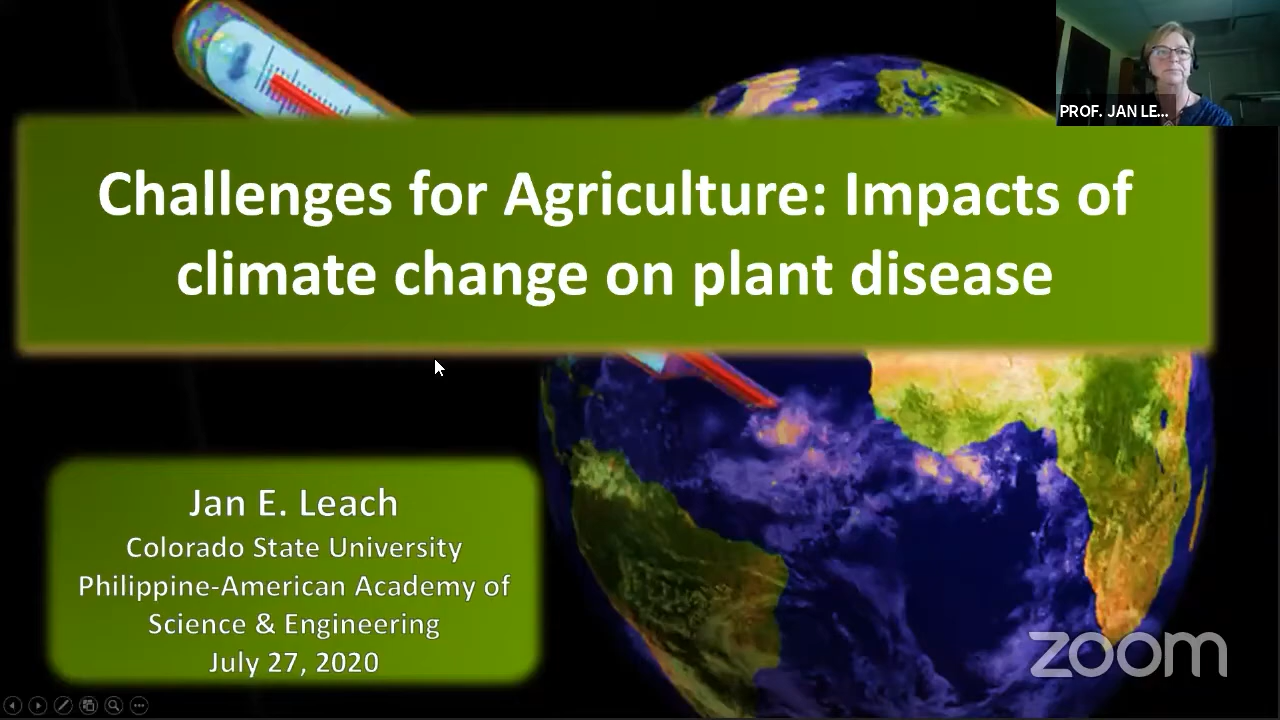 PROF. JAN LE...
Challenges for Agriculture: Impacts of
climate change on plant disease
Jan E. Leach
Colorado State University
Philippine-American Academy of
Science & Engineering
July 27, 2020
zoom